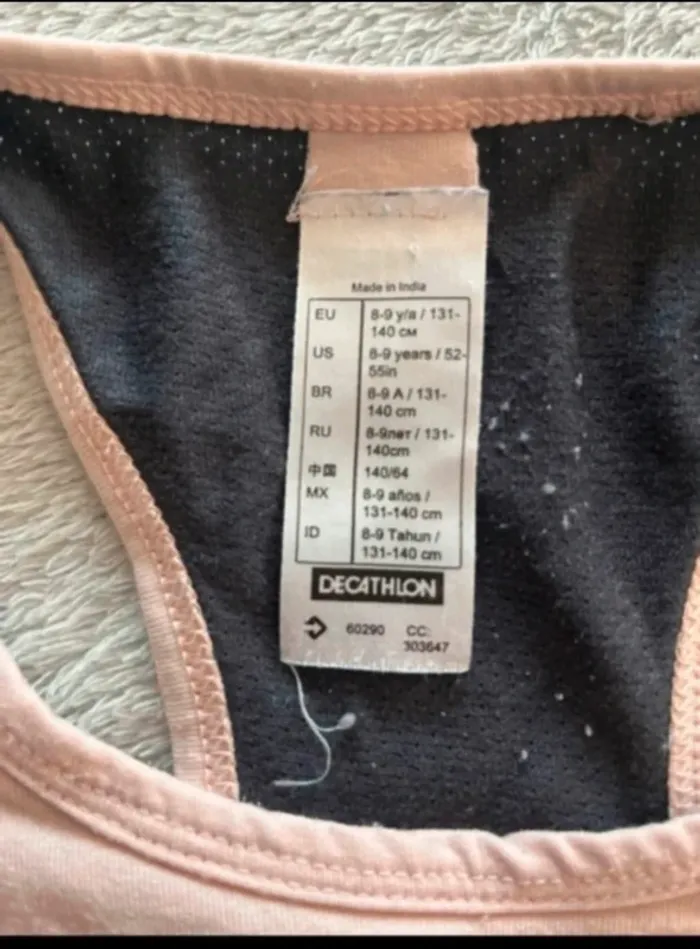 Made in India
EU 8-9 y/a / 131-
140 см
US 8-9 years / 52-
55in
BR 8-9 A / 131-
140 cm
RU 8-9лет / 131-
140cm
中国 140/64
MX 8-9 años /
131-140 cm
ID 8-9 Tahun /
131-140 cm
DECATHLON
60290 CC:
303647